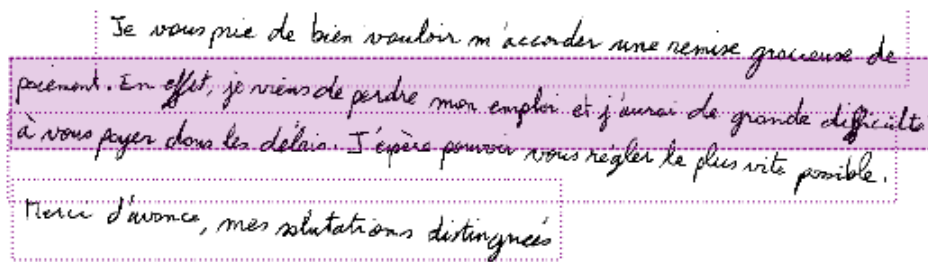 Je vous prie de bien vouloir m'accorder une remise gracieuse de
paiement. En effet, je viens de perdre mon emploi et j'aurai de grande difficulté
à vous payer dans les délais. J'éspère pouvoir vous régler le plus vite possible.
Merci d'avance, mes salutations distinguées